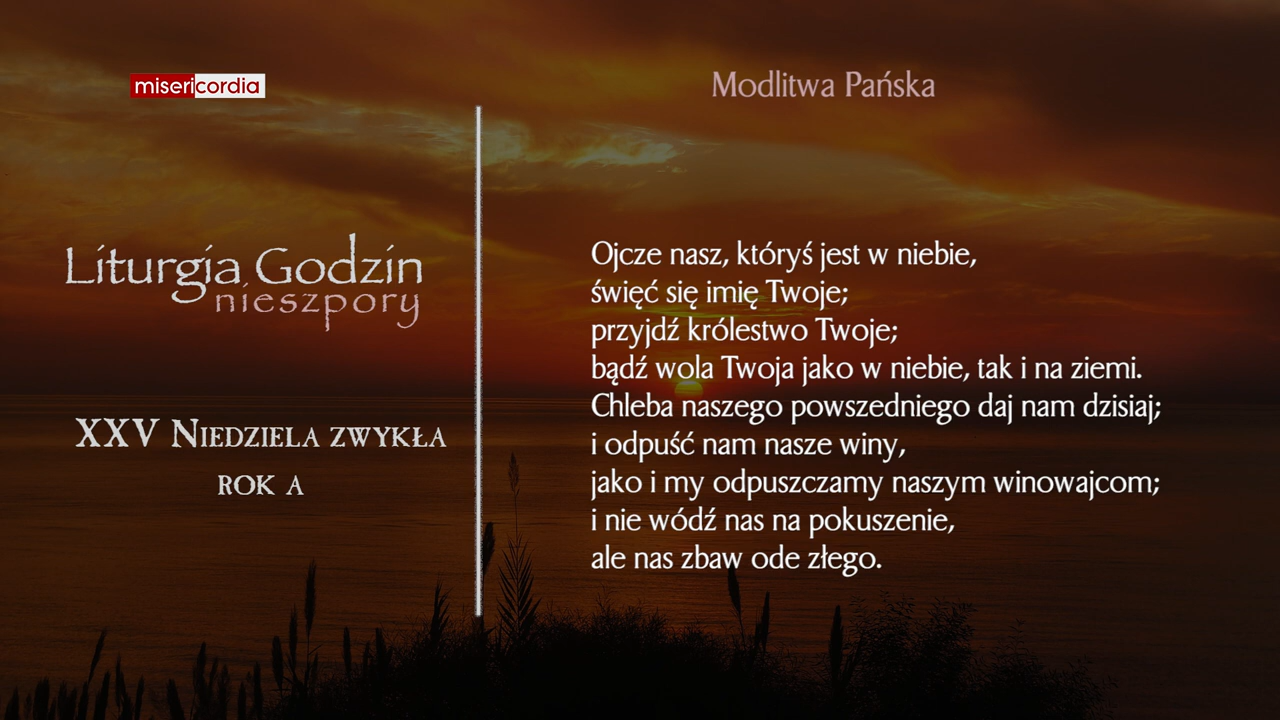 misericordia
Liturgia Godzin
nieszpory
XXV Niedziela zwykła
rok A
Modlitwa Pańska
Ojcze nasz, któryś jest w niebie,
święć się imię Twoje;
przyjdź królestwo Twoje;
bądź wola Twoja jako w niebie, tak i na ziemi.
Chleba naszego powszedniego daj nam dzisiaj;
i odpuść nam nasze winy,
jako i my odpuszczamy naszym winowajcom;
i nie wódź nas na pokuszenie,
ale nas zbaw ode złego.